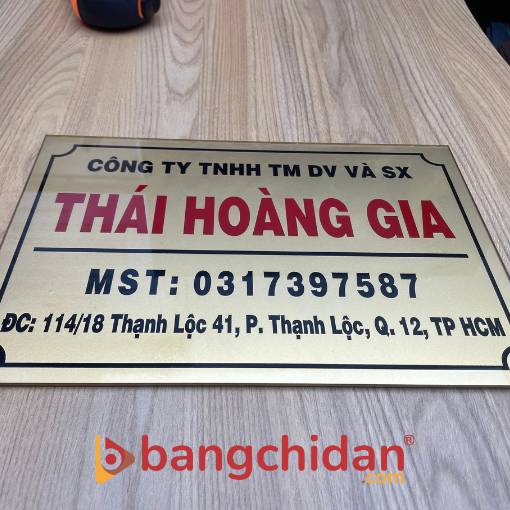 CÔNG TY TNHH TM DV VÀ SX
THÁI HOÀNG GIA
MST: 0317397587
ĐC: 114/18 Thạnh Lộc 41, P. Thạnh Lộc, Q. 12, TP HCM
bangchidan®
.com